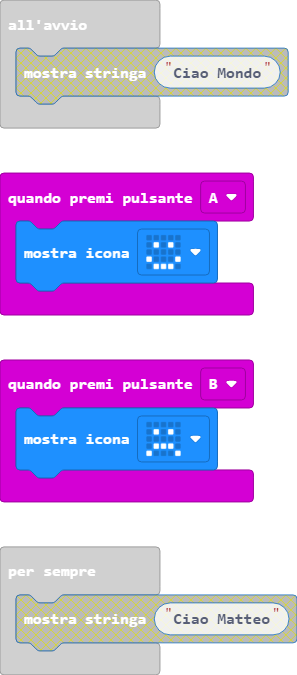 all'avvio
mostra stringa "Ciao Mondo"
quando premi pulsante A
mostra icona
quando premi pulsante B
mostra icona
per sempre
mostra stringa "Ciao Matteo"